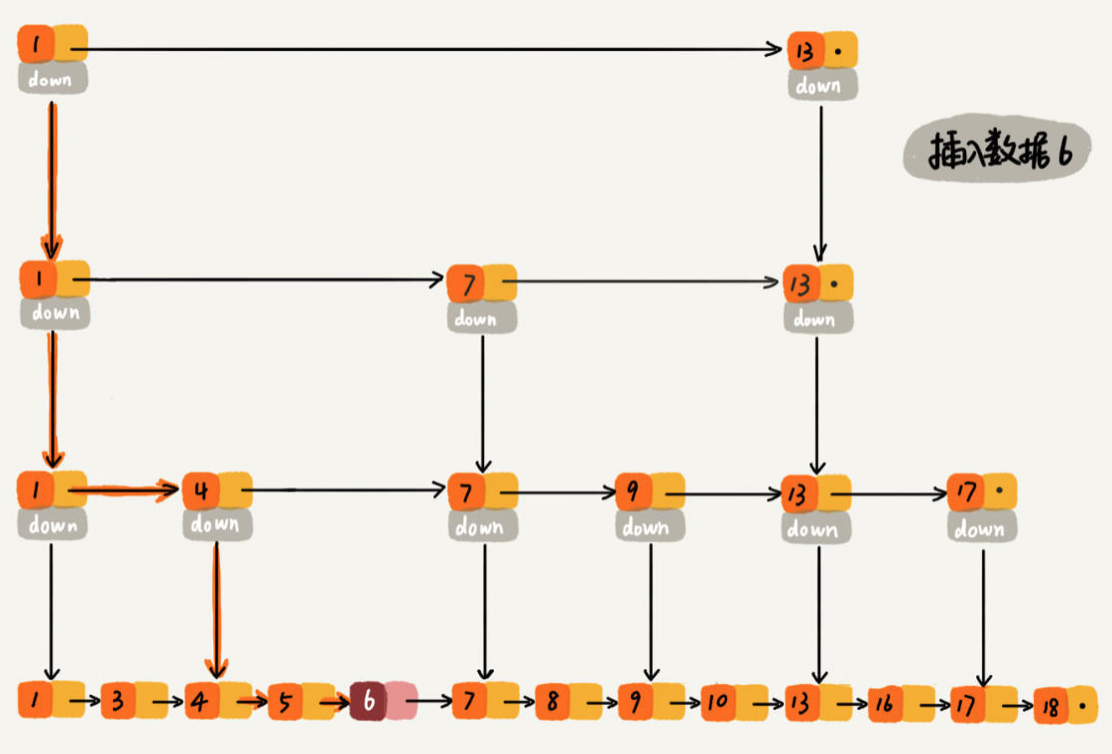 1 13
down down
插入数据6
1 7 13
down down down
1 4 7 9 13 17
down down down down down down
1 3 4 5 6 7 8 9 10 13 16 17 18